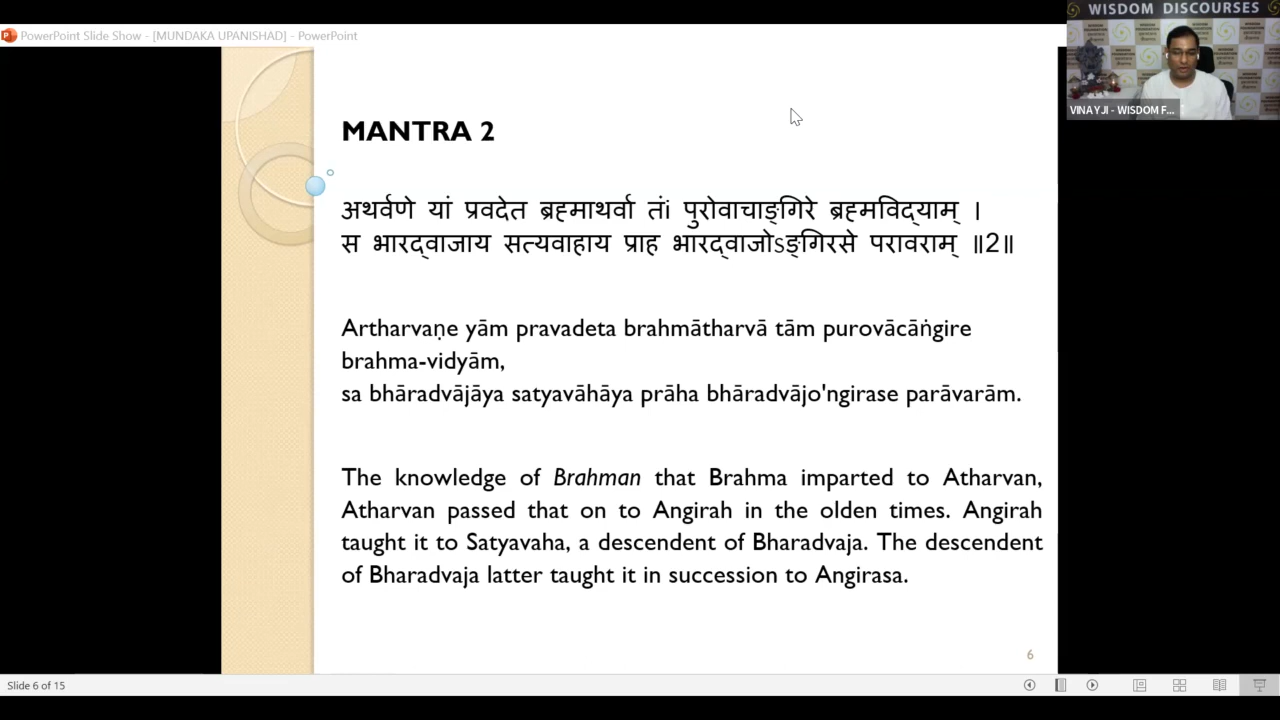 PowerPoint Slide Show - [MUNDAKA UPANISHAD] - PowerPoint
WISDOM DISCOURSES
VINAYJI - WISDOM F...
MANTRA 2
अथर्वणे यां प्रवदेत ब्रह्माथर्वा तंi पुरोवाचाङ्गिरे ब्रह्मविद्याम् ।
स भारद्वाजाय सत्यवाहाय प्राह भारद्वाजोsङ्गिरसे परावराम् ॥2॥
Artharvaṇe yām pravadeta brahmātharvā tām purovācāṅgire
brahma-vidyām,
sa bhāradvājāya satyavāhāya prāha bhāradvājo'ngirase parāvarām.
The knowledge of Brahman that Brahma imparted to Atharvan,
Atharvan passed that on to Angirah in the olden times. Angirah
taught it to Satyavaha, a descendent of Bharadvaja. The descendent
of Bharadvaja latter taught it in succession to Angirasa.
6
Slide 6 of 15